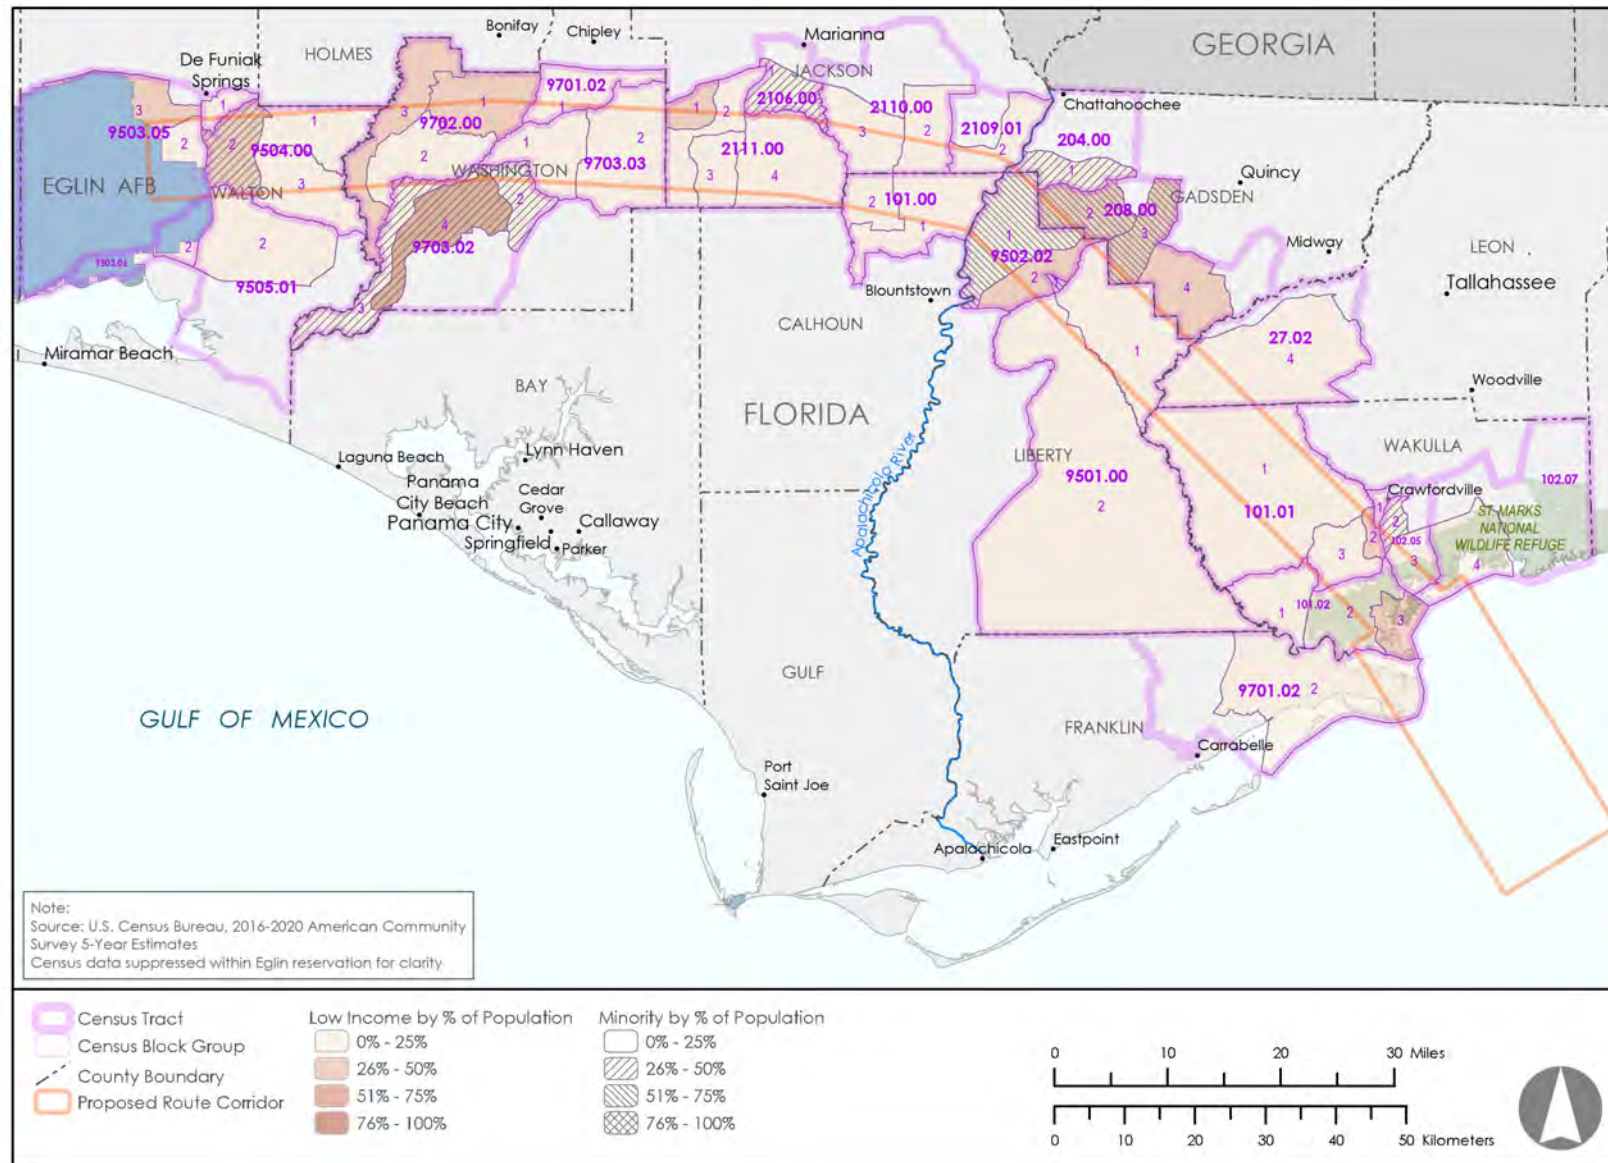 Bonifay
Chipley
Marianna
GEORGIA
De Funiak
Springs
HOLMES
JACKSON
9701.02
2106.00
2110.00
Chattahoochee
9503.05
9702.00
2109.01
204.00
9504.00
2111.00
9703.03
EGLIN AFB
WALTON
WASHINGTON
101.00
Quincy
GADSDEN
208.00
9703.02
9502.02
Midway
LEON
Tallahassee
9503.06
9505.01
Blountstown
CALHOUN
27.02
Miramar Beach
BAY
FLORIDA
Woodville
WAKULLA
Laguna Beach
Lynn Haven
Panama
City Beach
Cedar
Grove
Panama City
Callaway
Springfield
Parker
Apalachicola River
LIBERTY
9501.00
101.01
Crawfordville
102.07
ST. MARKS
NATIONAL
WILDLIFE REFUGE
102.05
101.02
GULF
9701.02
GULF OF MEXICO
FRANKLIN
Carrabelle
Port
Saint Joe
Apalachicola
Eastpoint
Note:
Source: U.S. Census Bureau, 2016-2020 American Community
Survey 5-Year Estimates
Census data suppressed within Eglin reservation for clarity
Census Tract
Census Block Group
County Boundary
Proposed Route Corridor
Low Income by % of Population
0% - 25%
26% - 50%
51% - 75%
76% - 100%
Minority by % of Population
0% - 25%
26% - 50%
51% - 75%
76% - 100%
0 10 20 30 Miles
0 10 20 30 40 50 Kilometers